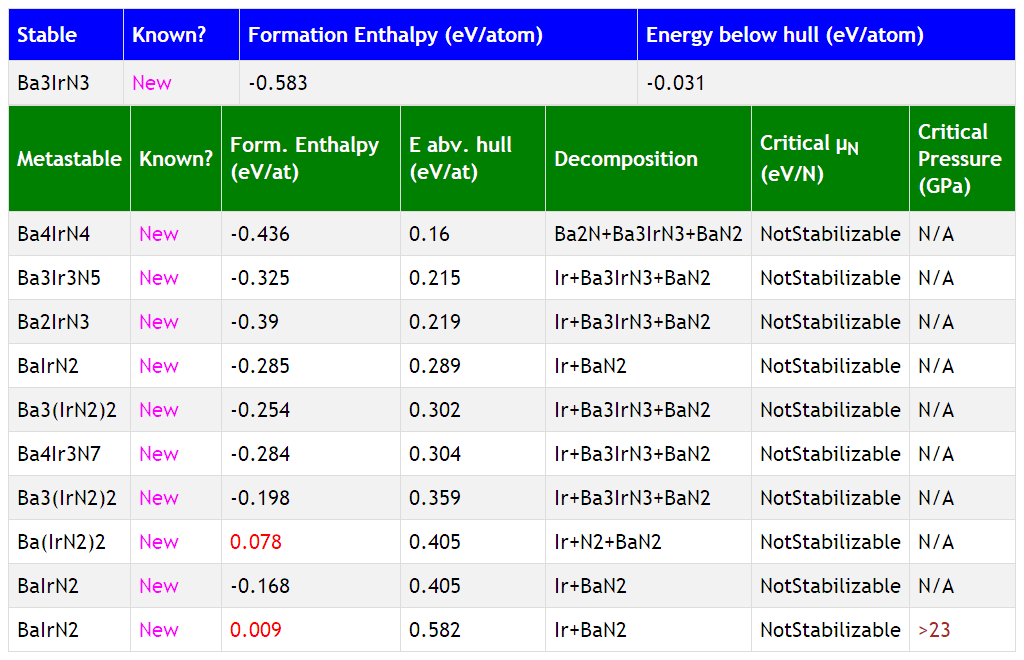 Stable Known? Formation Enthalpy (eV/atom) Energy below hull (eV/atom)
Ba3IrN3 New -0.583 -0.031
Metastable Known? Form. Enthalpy (eV/at) E abv. hull (eV/at) Decomposition Critical μN (eV/N) Critical Pressure (GPa)
Ba4IrN4 New -0.436 0.16 Ba2N+Ba3IrN3+BaN2 NotStabilizable N/A
Ba3Ir3N5 New -0.325 0.215 Ir+Ba3IrN3+BaN2 NotStabilizable N/A
Ba2IrN3 New -0.39 0.219 Ir+Ba3IrN3+BaN2 NotStabilizable N/A
BaIrN2 New -0.285 0.289 Ir+BaN2 NotStabilizable N/A
Ba3(IrN2)2 New -0.254 0.302 Ir+Ba3IrN3+BaN2 NotStabilizable N/A
Ba4Ir3N7 New -0.284 0.304 Ir+Ba3IrN3+BaN2 NotStabilizable N/A
Ba3(IrN2)2 New -0.198 0.359 Ir+Ba3IrN3+BaN2 NotStabilizable N/A
Ba(IrN2)2 New 0.078 0.405 Ir+N2+BaN2 NotStabilizable N/A
BaIrN2 New -0.168 0.405 Ir+BaN2 NotStabilizable N/A
BaIrN2 New 0.009 0.582 Ir+BaN2 NotStabilizable >23